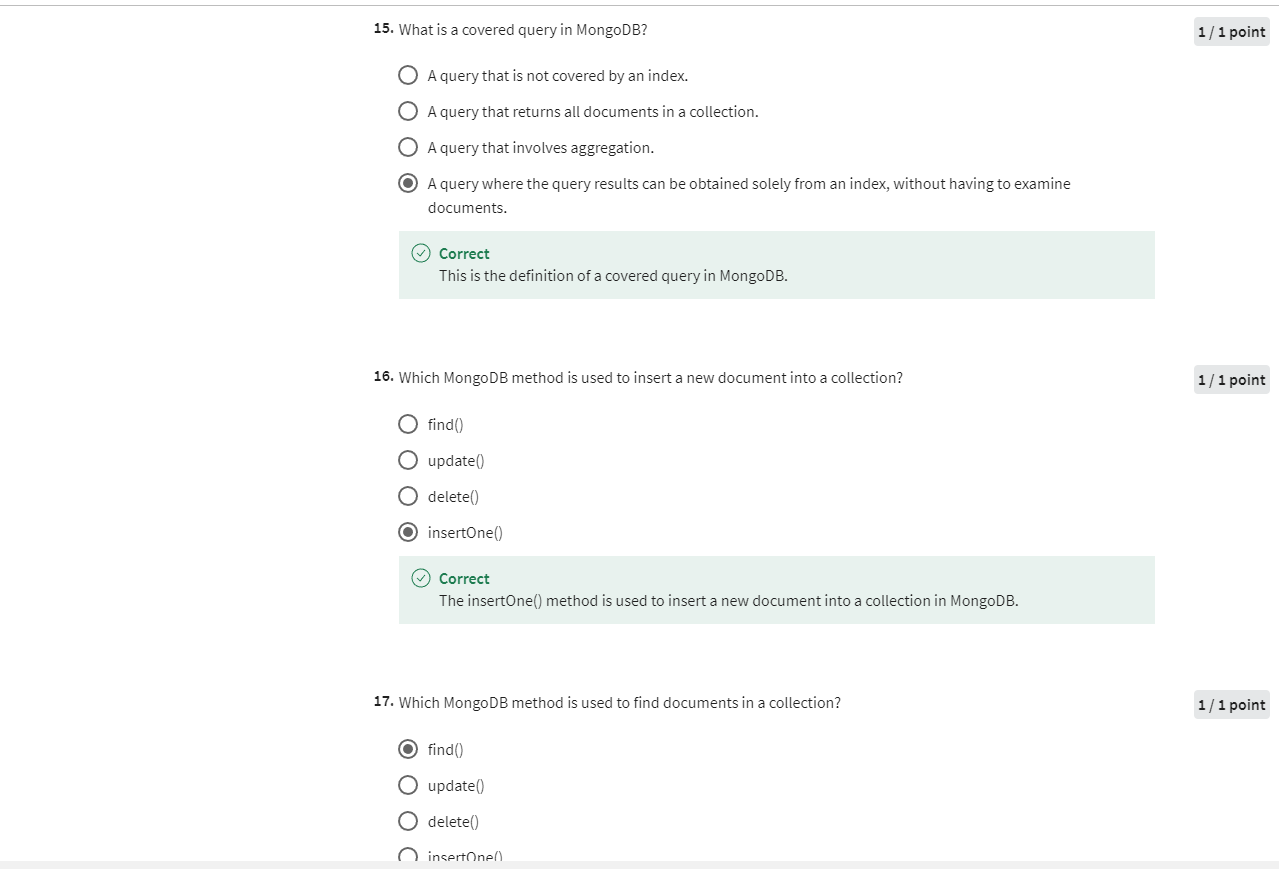 15. What is a covered query in MongoDB?
1 / 1 point
A query that is not covered by an index.
A query that returns all documents in a collection.
A query that involves aggregation.
A query where the query results can be obtained solely from an index, without having to examine
documents.
Correct
This is the definition of a covered query in MongoDB.
16. Which MongoDB method is used to insert a new document into a collection?
1 / 1 point
find()
update()
delete()
insertOne()
Correct
The insertOne() method is used to insert a new document into a collection in MongoDB.
17. Which MongoDB method is used to find documents in a collection?
1 / 1 point
find()
update()
delete()
insertOne()